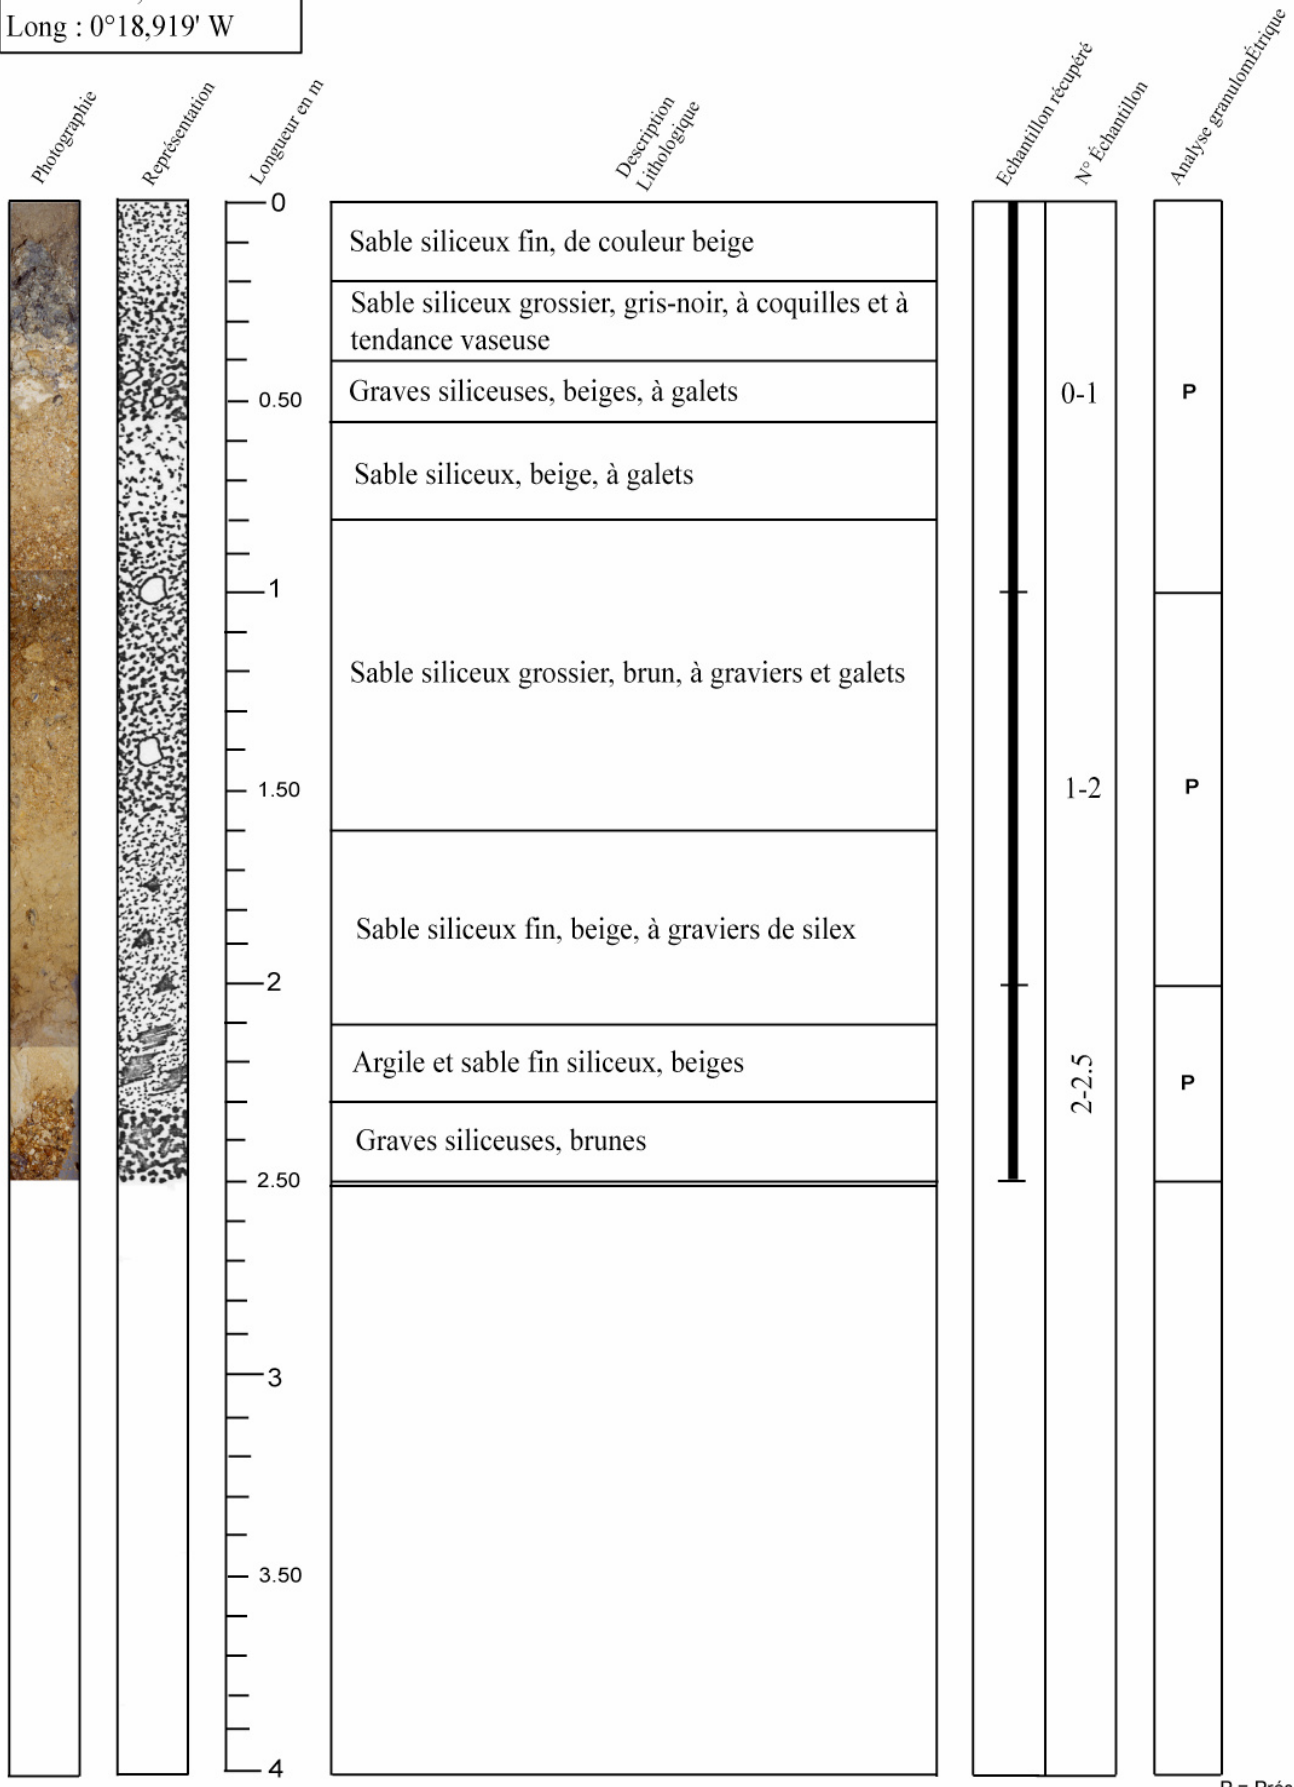 Long : 0°18,919' W
Photographie
Représentation
Longueur en m
Description
Lithologique
Echantillon récupéré
N° Échantillon
Analyse granulomÉtrique
0
Sable siliceux fin, de couleur beige
Sable siliceux grossier, gris-noir, à coquilles et à
tendance vaseuse
Graves siliceuses, beiges, à galets
0.50
0-1
P
Sable siliceux, beige, à galets
1
Sable siliceux grossier, brun, à graviers et galets
1.50
1-2
P
Sable siliceux fin, beige, à graviers de silex
2
Argile et sable fin siliceux, beiges
2-2.5
P
Graves siliceuses, brunes
2.50
3
3.50
4